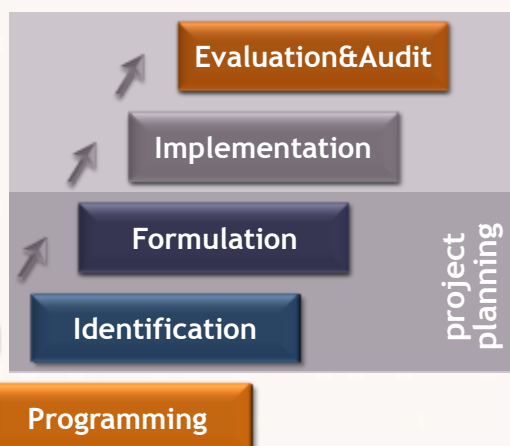 Evaluation&Audit
Implementation
Formulation
project
planning
Identification
Programming